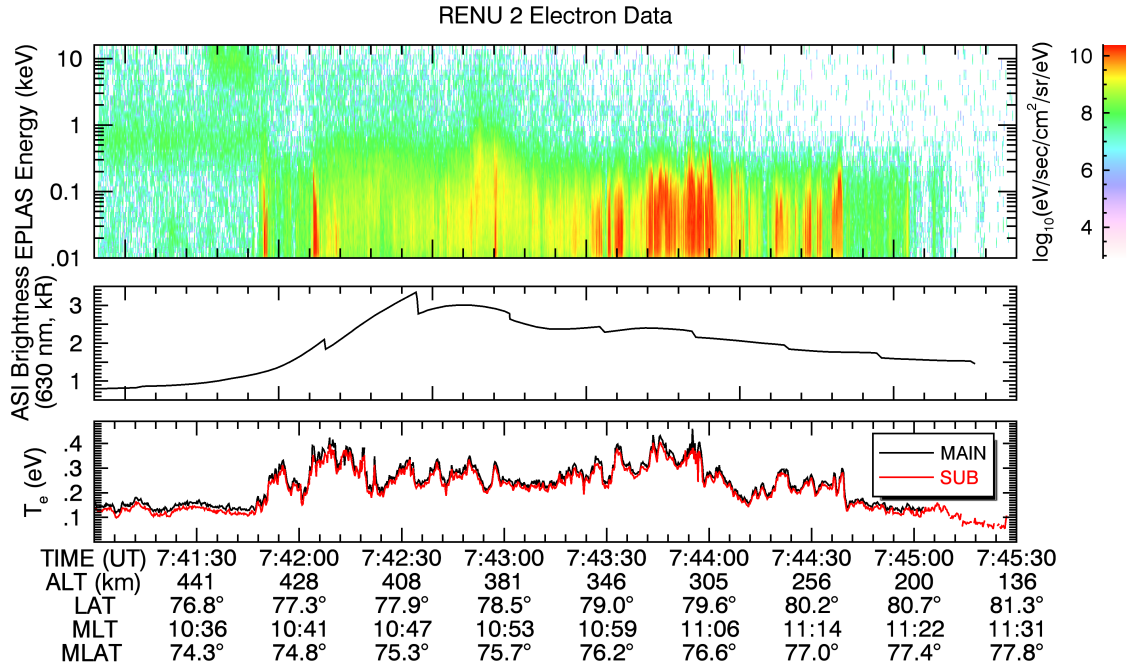 RENU 2 Electron Data
EPLAS Energy (keV)
10
1
0.1
.01
log10(eV/sec/cm2/sr/eV)
10
8
6
4
ASI Brightness
(630 nm, kR)
3
2
1
Te (eV)
.4
.3
.2
.1
MAIN
SUB
TIME (UT) 7:41:30 7:42:00 7:42:30 7:43:00 7:43:30 7:44:00 7:44:30 7:45:00 7:45:30
ALT (km) 441 428 408 381 346 305 256 200 136
LAT 76.8° 77.3° 77.9° 78.5° 79.0° 79.6° 80.2° 80.7° 81.3°
MLT 10:36 10:41 10:47 10:53 10:59 11:06 11:14 11:22 11:31
MLAT 74.3° 74.8° 75.3° 75.7° 76.2° 76.6° 77.0° 77.4° 77.8°